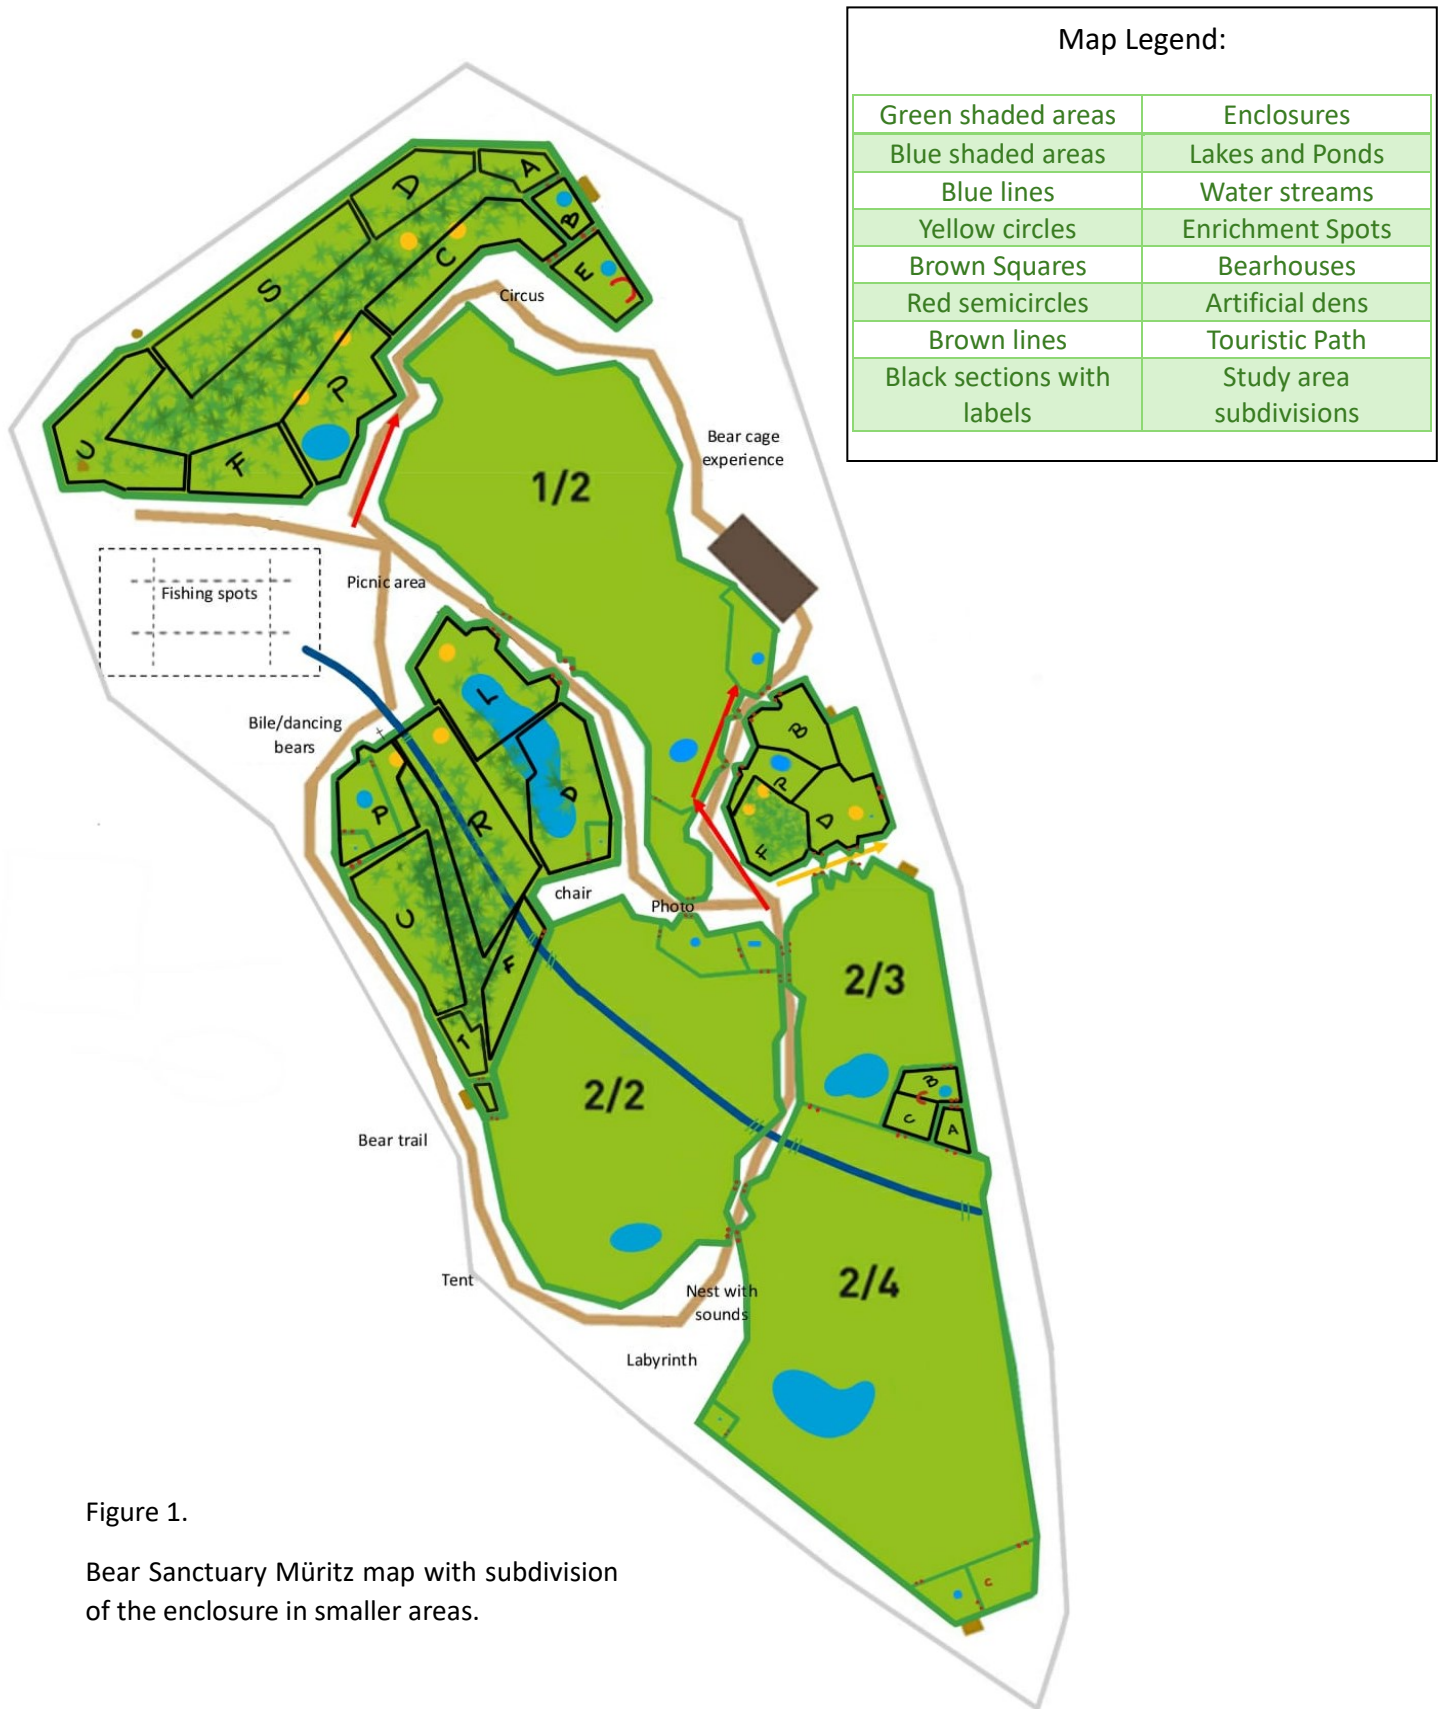 Map Legend:
Green shaded areas Enclosures
Blue shaded areas Lakes and Ponds
Blue lines Water streams
Yellow circles Enrichment Spots
Brown Squares Bearhouses
Red semicircles Artificial dens
Brown lines Touristic Path
Black sections with Study area
labels subdivisions
D
A
B
S
C
E
Circus
P
U
F
1/2
Bear cage
experience
Fishing spots
Picnic area
L
Bile/dancing
bears
B
P
D
R
P
D
F
U
chair
Photo
F
2/3
T
B
C
A
2/2
Bear trail
2/4
Tent
Nest with
sounds
Labyrinth
Figure 1.
Bear Sanctuary Müritz map with subdivision
of the enclosure in smaller areas.